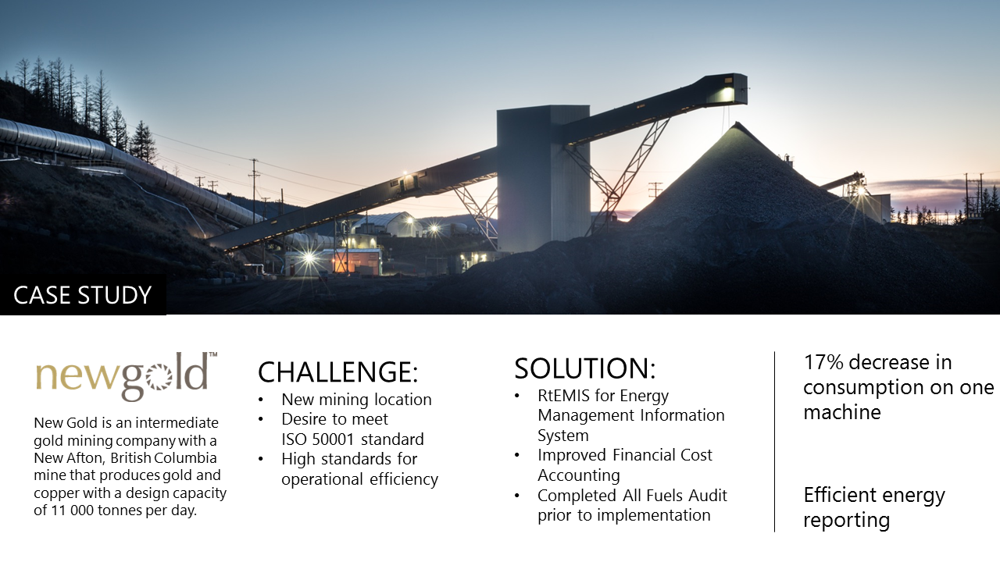 CASE STUDY
newgold™
New Gold is an intermediate
gold mining company with a
New Afton, British Columbia
mine that produces gold and
copper with a design capacity
of 11 000 tonnes per day.
CHALLENGE:
• New mining location
• Desire to meet
ISO 50001 standard
• High standards for
operational efficiency
SOLUTION:
• RtEMIS for Energy
Management Information
System
• Improved Financial Cost
Accounting
• Completed All Fuels Audit
prior to implementation
17% decrease in
consumption on one
machine
Efficient energy
reporting